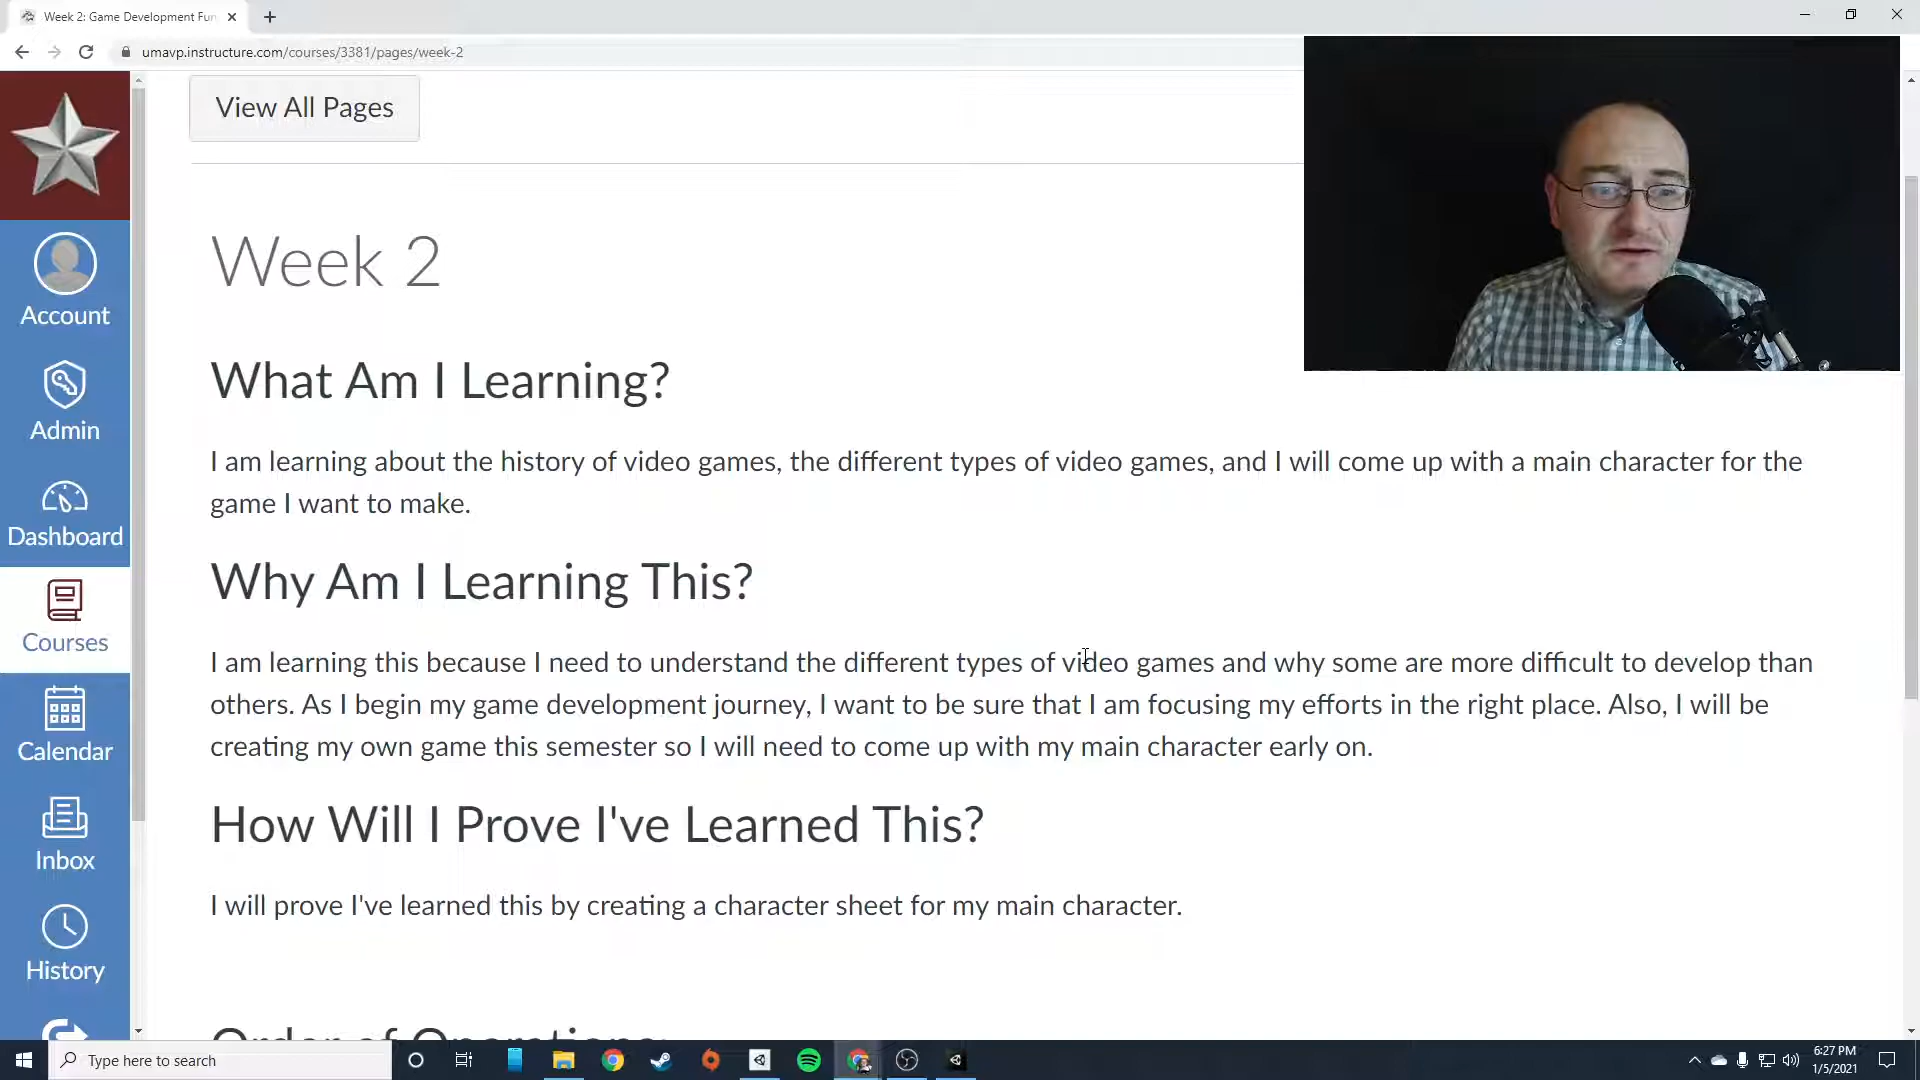 Week 2: Game Development Fun
umavp.instructure.com/courses/3381/pages/week-2
View All Pages
Week 2
What Am I Learning?
I am learning about the history of video games, the different types of video games, and I will come up with a main character for the
game I want to make.
Why Am I Learning This?
I am learning this because I need to understand the different types of video games and why some are more difficult to develop than
others. As I begin my game development journey, I want to be sure that I am focusing my efforts in the right place. Also, I will be
creating my own game this semester so I will need to come up with my main character early on.
How Will I Prove I've Learned This?
I will prove I've learned this by creating a character sheet for my main character.
Order of Operations
Account
Admin
Dashboard
Courses
Calendar
Inbox
History
Type here to search
6:27 PM
1/5/2021